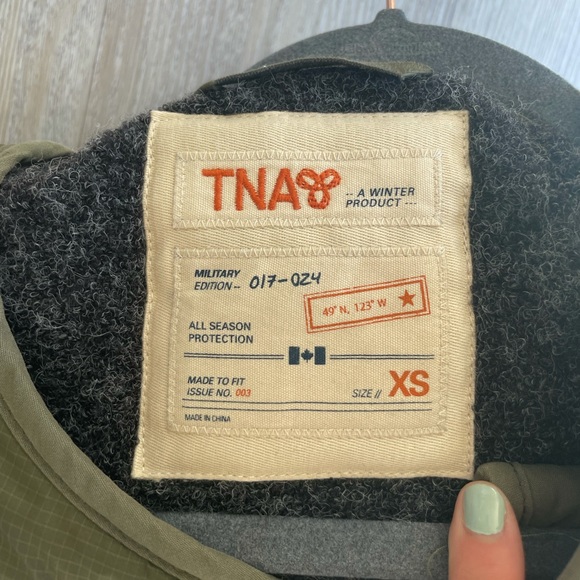 TNA
-- A WINTER
PRODUCT ---
MILITARY
EDITION -- 017-024
49° N, 123° W
ALL SEASON
PROTECTION
MADE TO FIT
ISSUE NO. 003
SIZE // XS
MADE IN CHINA